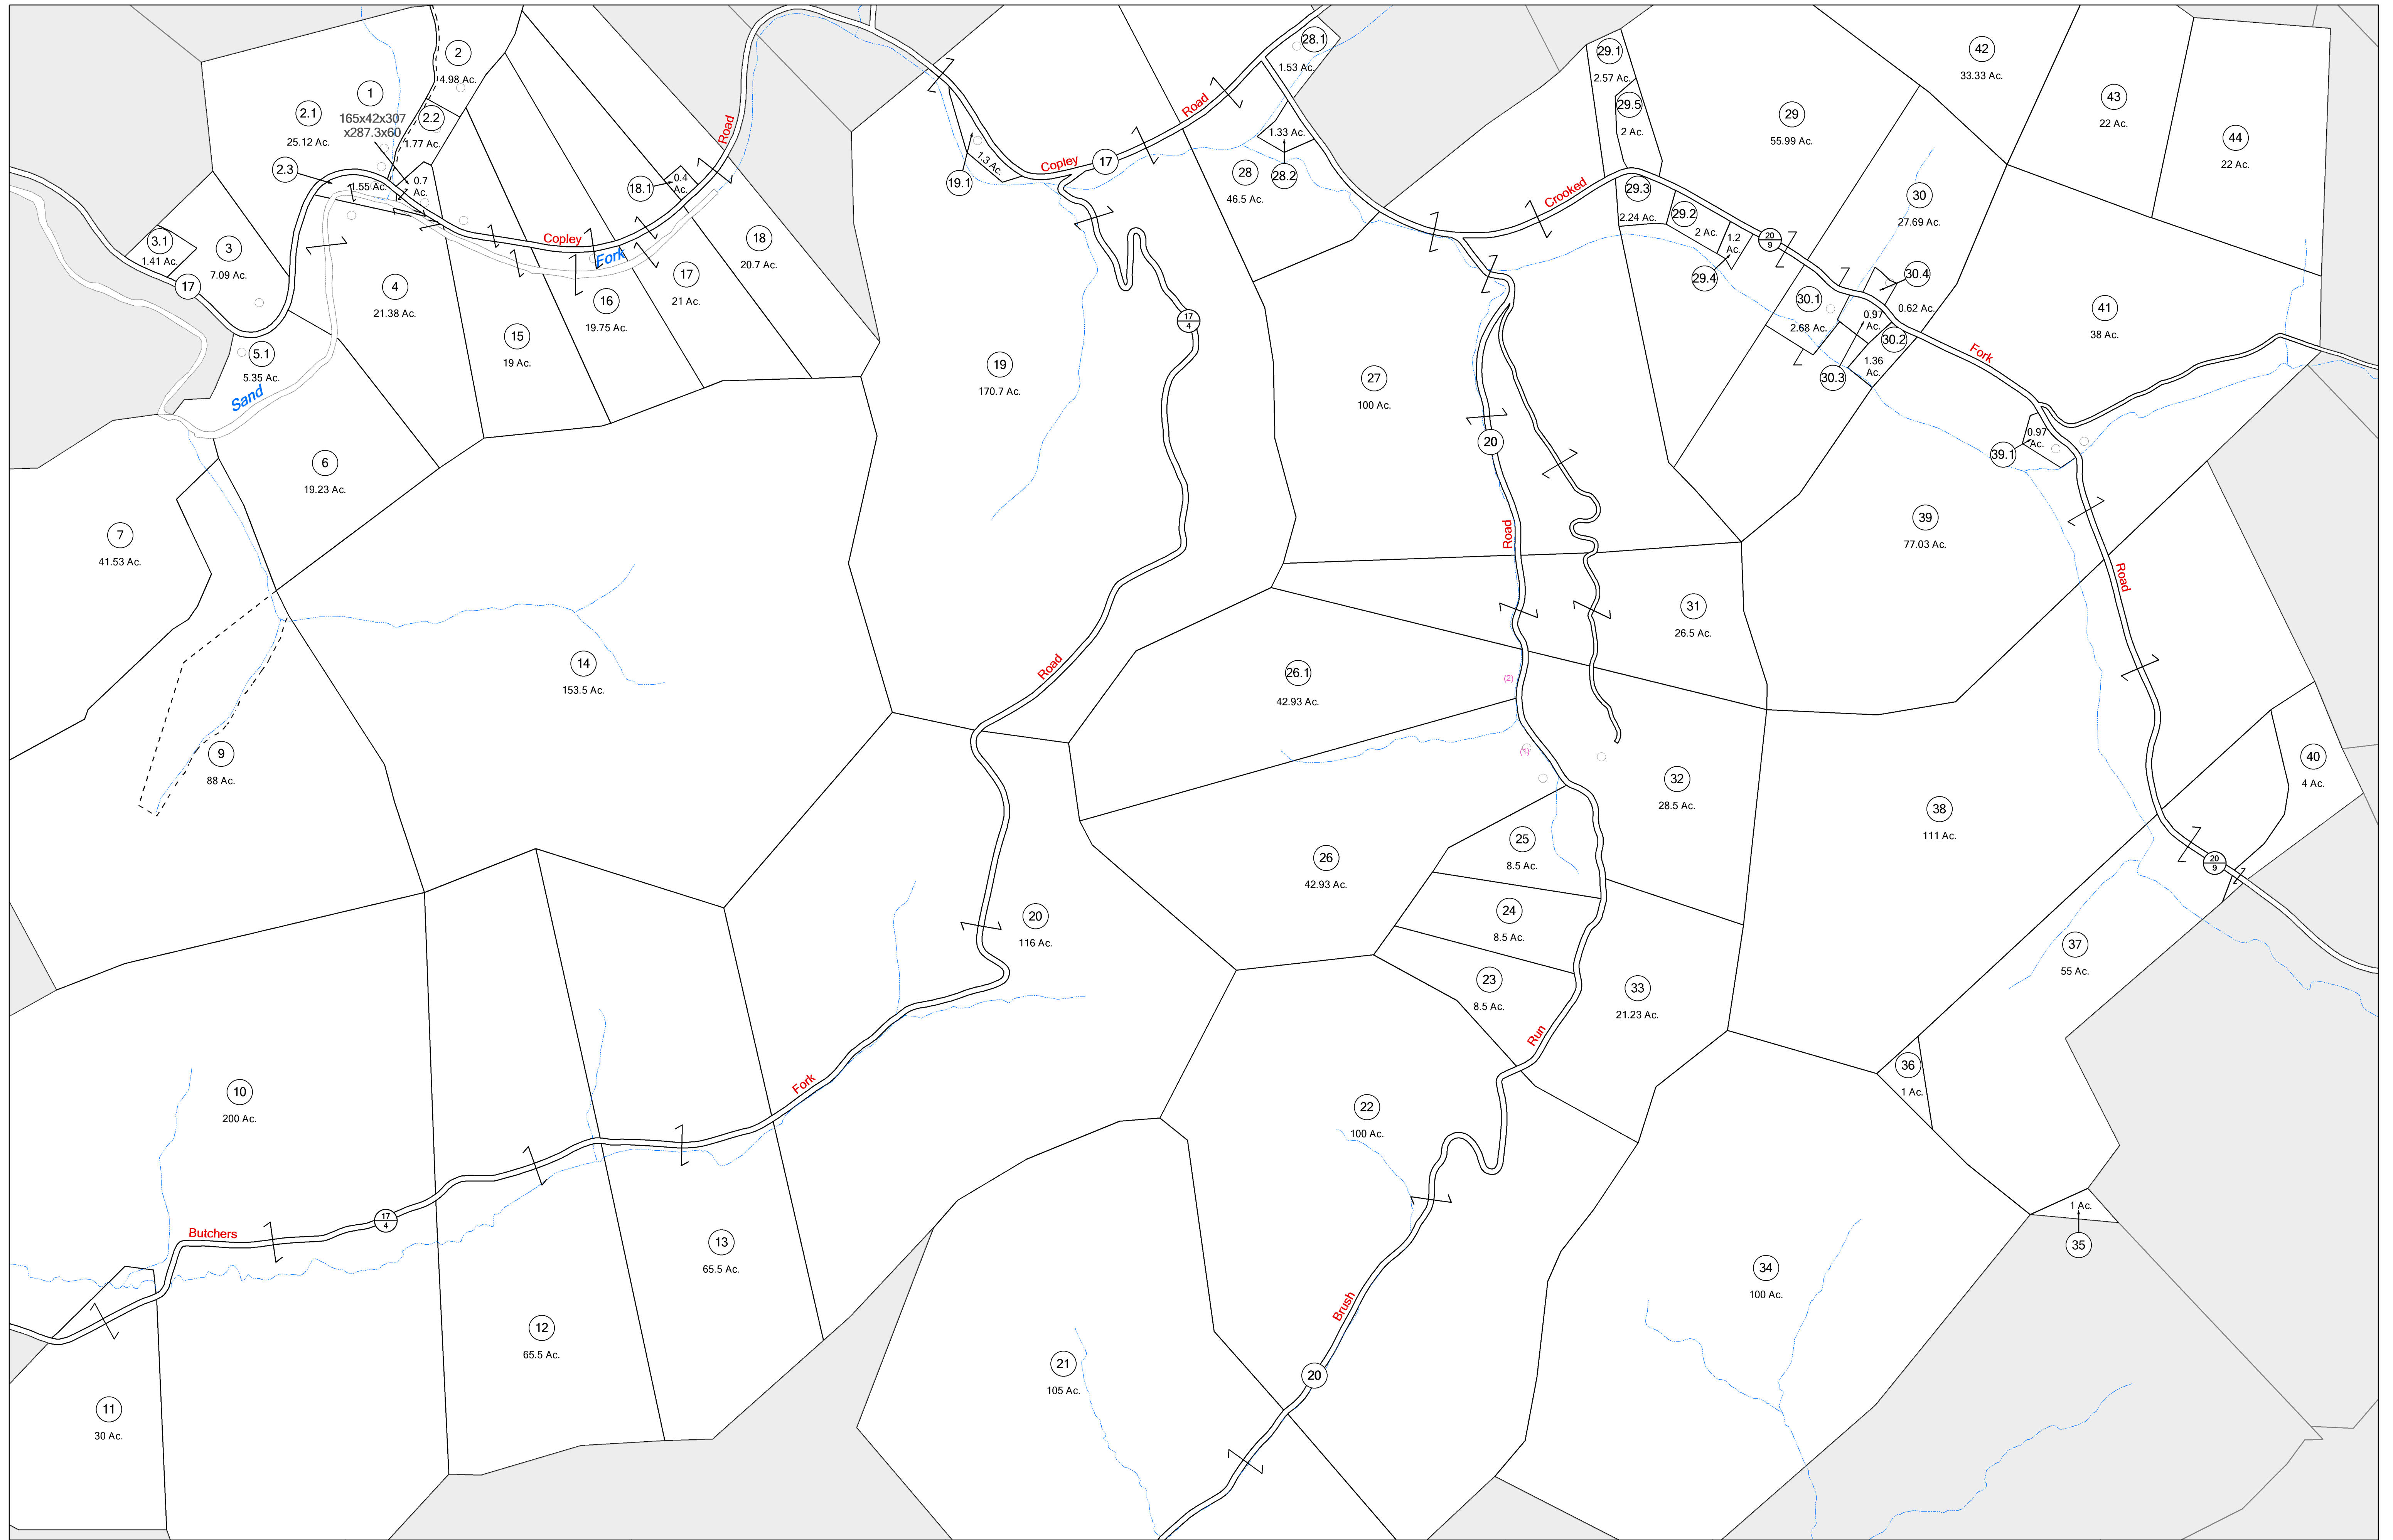 2
4.98 Ac.
1
165x42x307
x287.3x60
2.1
25.12 Ac.
2.2
1.77 Ac.
2.3
1.55 Ac.
0.7
Ac.
3.1
1.41 Ac.
3
7.09 Ac.
17
4
21.38 Ac.
5.1
5.35 Ac.
Sand
6
19.23 Ac.
7
41.53 Ac.
9
88 Ac.
Copley
Fork
Road
15
19 Ac.
16
19.75 Ac.
17
21 Ac.
18.1
0.4
Ac.
18
20.7 Ac.
14
153.5 Ac.
19.1
1.3 Ac.
Copley
17
Road
28.1
1.53 Ac.
1.33 Ac.
28.2
28
46.5 Ac.
19
170.7 Ac.
17
4
Road
27
100 Ac.
20
Road
29.1
2.57 Ac.
29.5
2 Ac.
29
55.99 Ac.
Crooked
29.3
2.24 Ac.
29.2
2 Ac.
1.2
Ac.
29.4
20
9
30
27.69 Ac.
30.4
0.62 Ac.
30.1
2.68 Ac.
0.97
Ac.
30.2
1.36
Ac.
30.3
Fork
42
33.33 Ac.
43
22 Ac.
44
22 Ac.
41
38 Ac.
0.97
Ac.
39.1
39
77.03 Ac.
Road
31
26.5 Ac.
26.1
42.93 Ac.
(2)
(1)
32
28.5 Ac.
26
42.93 Ac.
25
8.5 Ac.
24
8.5 Ac.
23
8.5 Ac.
33
21.23 Ac.
Run
38
111 Ac.
40
4 Ac.
20
9
37
55 Ac.
36
1 Ac.
1 Ac.
35
34
100 Ac.
22
100 Ac.
Brush
20
21
105 Ac.
20
116 Ac.
Fork
10
200 Ac.
Butchers
17
4
13
65.5 Ac.
12
65.5 Ac.
11
30 Ac.